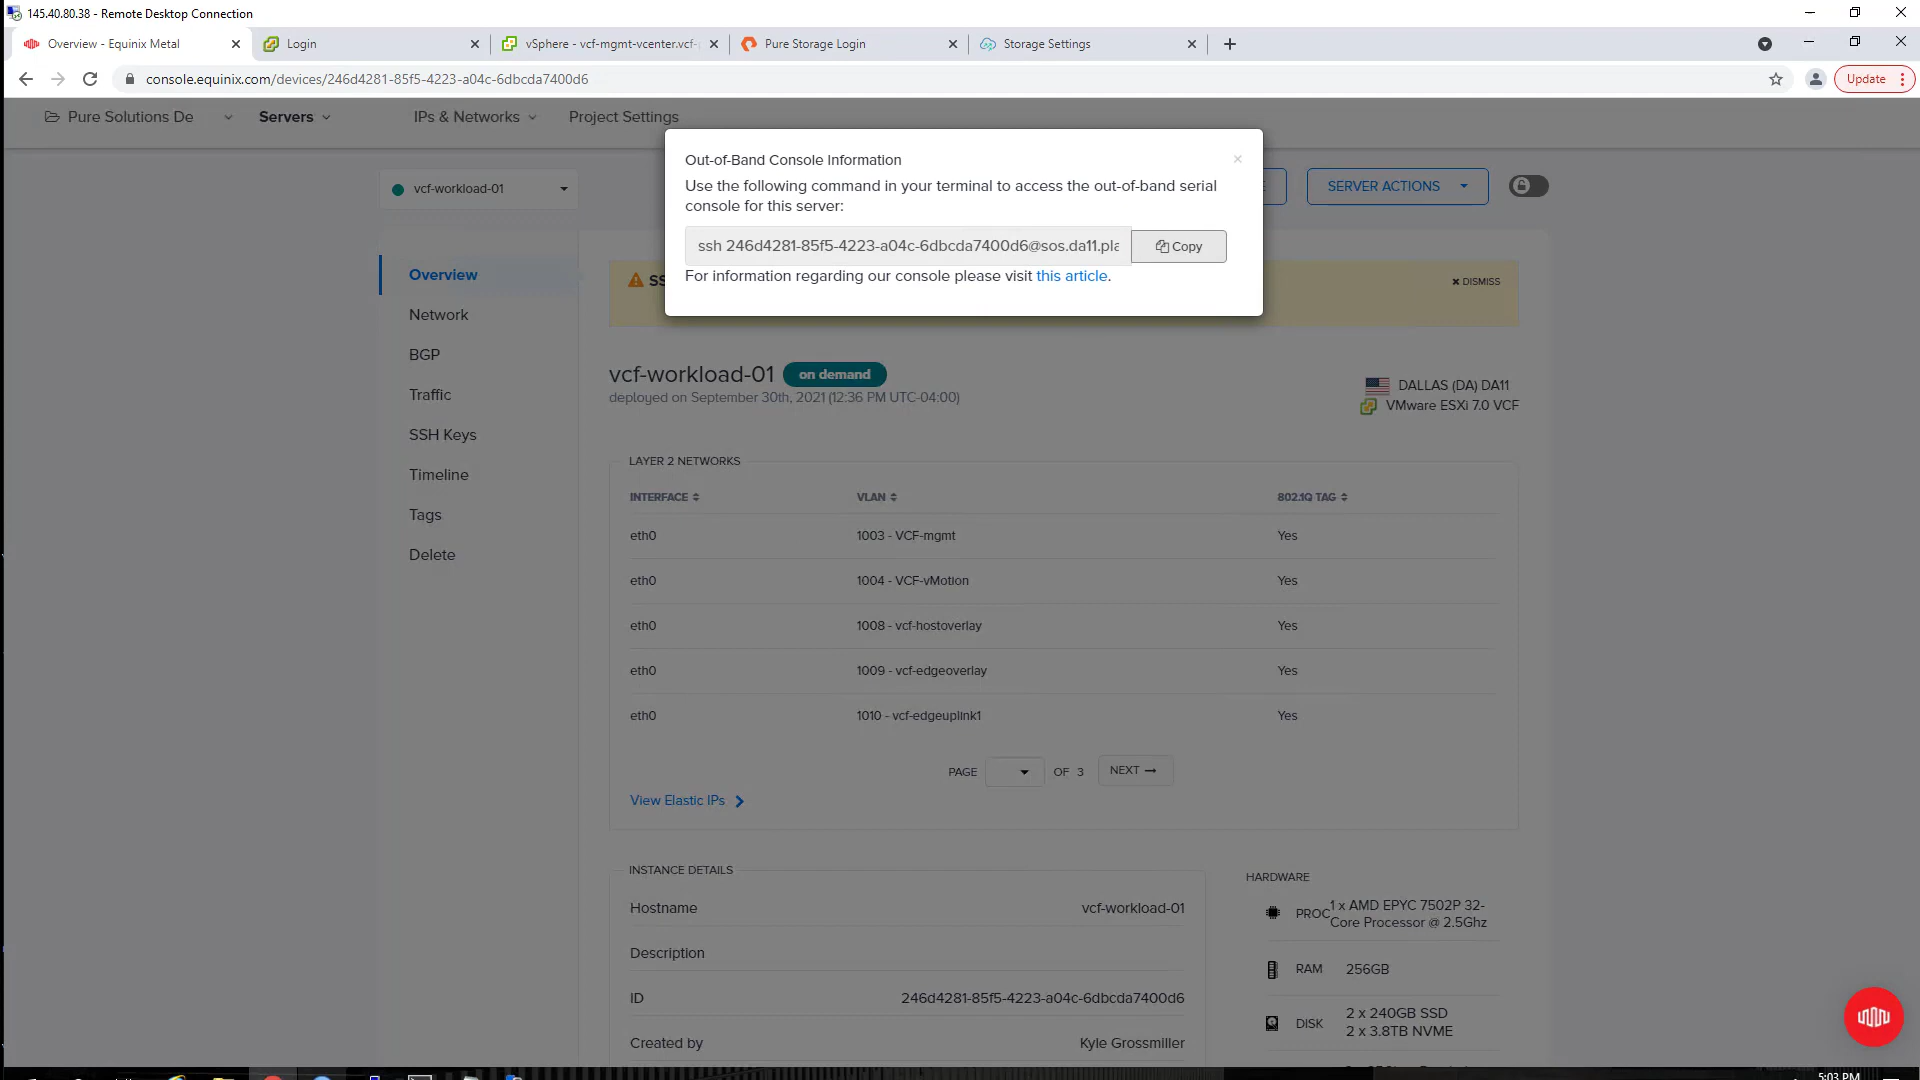 145.40.80.38 - Remote Desktop Connection
Overview - Equinix Metal
Login
vSphere - vcf-mgmt-vcenter.vcf-
Pure Storage Login
Storage Settings
console.equinix.com/devices/246d4281-85f5-4223-a04c-6dbcda7400d6
Update
Pure Solutions De
Servers
IPs & Networks
Project Settings
Out-of-Band Console Information
Use the following command in your terminal to access the out-of-band serial
console for this server:
ssh 246d4281-85f5-4223-a04c-6dbcda7400d6@sos.da11.pla
Copy
For information regarding our console please visit this article.
vcf-workload-01
SERVER ACTIONS
Overview
Network
BGP
Traffic
SSH Keys
Timeline
Tags
Delete
DISMISS
vcf-workload-01 on demand
deployed on September 30th, 2021 (12:36 PM UTC-04:00)
DALLAS (DA) DA11
VMware ESXi 7.0 VCF
LAYER 2 NETWORKS
INTERFACE VLAN 802.1Q TAG
eth0 1003 - VCF-mgmt Yes
eth0 1004 - VCF-vMotion Yes
eth0 1008 - vcf-hostoverlay Yes
eth0 1009 - vcf-edgeoverlay Yes
eth0 1010 - vcf-edgeuplink1 Yes
PAGE OF 3 NEXT
View Elastic IPs
INSTANCE DETAILS
Hostname vcf-workload-01
Description
ID 246d4281-85f5-4223-a04c-6dbcda7400d6
Created by Kyle Grossmiller
HARDWARE
PROC 1 x AMD EPYC 7502P 32-
Core Processor @ 2.5Ghz
RAM 256GB
DISK 2 x 240GB SSD
2 x 3.8TB NVME
5:03 PM